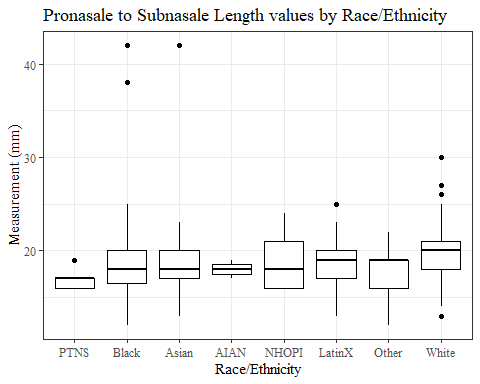 Pronasale to Subnasale Length values by Race/Ethnicity
Measurement (mm)
40
30
20
PTNS Black Asian AIAN NHOPI LatinX Other White
Race/Ethnicity